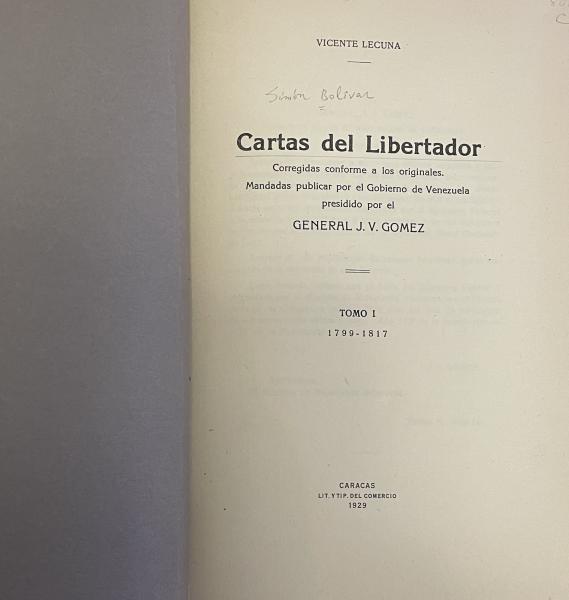 VICENTE LECUNA
Simón Bolívar
Cartas del Libertador
Corregidas conforme a los originales.
Mandadas publicar por el Gobierno de Venezuela
presidido por el
GENERAL J. V. GOMEZ
TOMO I
1799-1817
CARACAS
LIT. Y TIP. DEL COMERCIO
1929